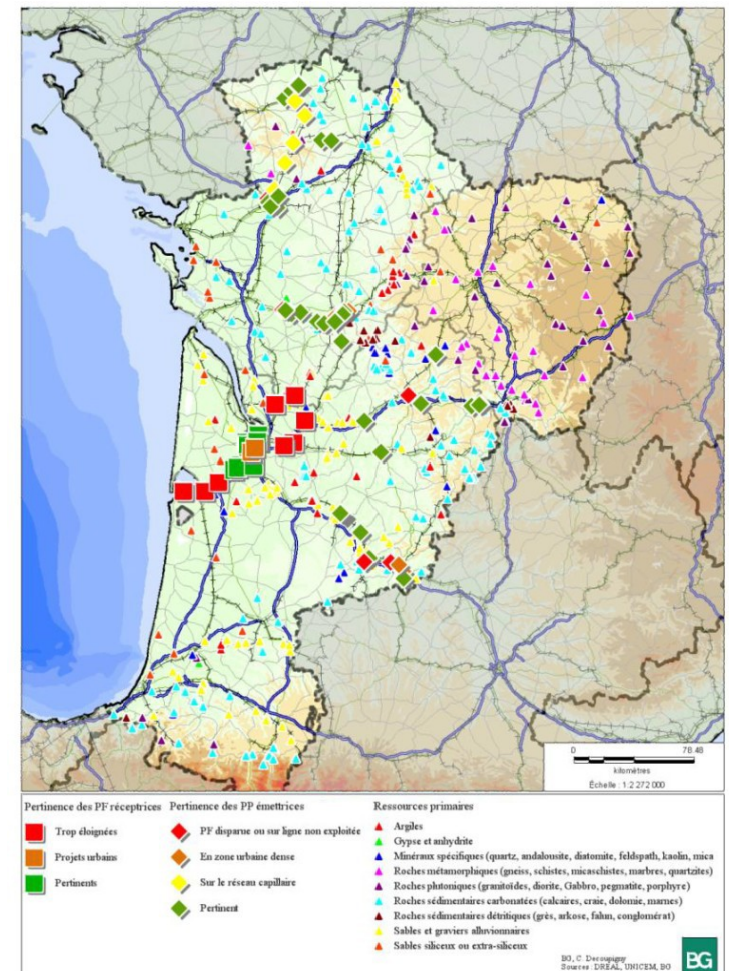 0 78.46
kilomètres
Échelle : 1:2 272 000
Pertinence des PF réceptrices
Trop éloignées
Projets urbains
Pertinents
Pertinence des PP émettrices
PF disparue ou sur ligne non exploitée
En zone urbaine dense
Sur le réseau capillaire
Pertinent
Ressources primaires
Argiles
Gypse et anhydrite
Minéraux spécifiques (quartz, andalousite, diatomite, feldspath, kaolin, mica
Roches métamorphiques (gneiss, schistes, micaschistes, marbres, quartzites)
Roches plutoniques (granitoïdes, diorite, Gabbro, pegmatite, porphyre)
Roches sédimentaires carbonatées (calcaires, craie, dolomie, marnes)
Roches sédimentaires détritiques (grès, arkose, falun, conglomérat)
Sables et graviers alluvionnaires
Sables siliceux ou extra-siliceux
BG, C. Decoupigny
Sources: DREAL, UNICEM, BG
BG